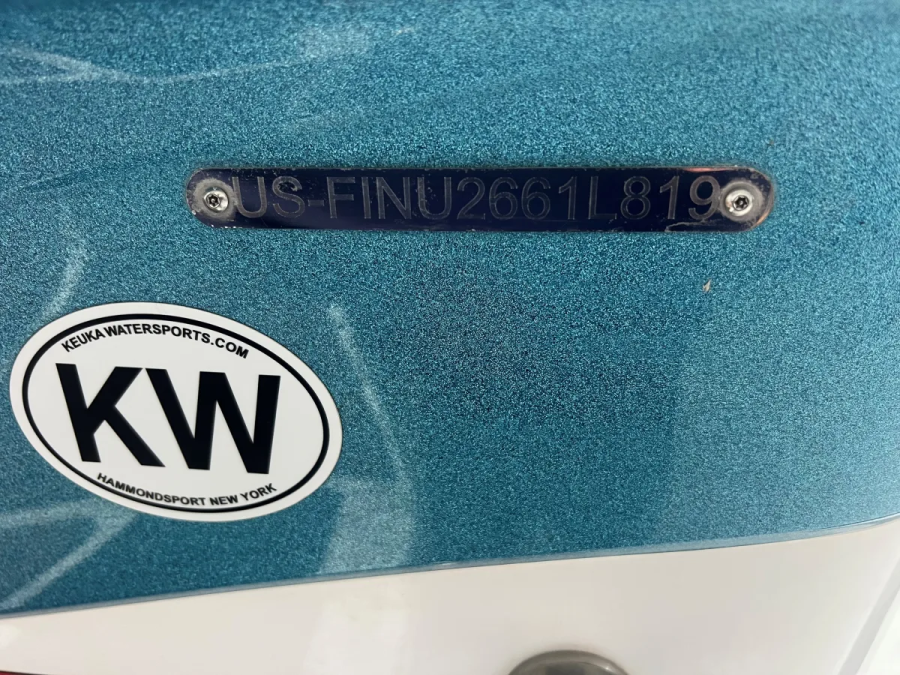 US-FINU2661L819
KEUKA WATERSPORTS.COM
KW
HAMMONDSPORT NEW YORK